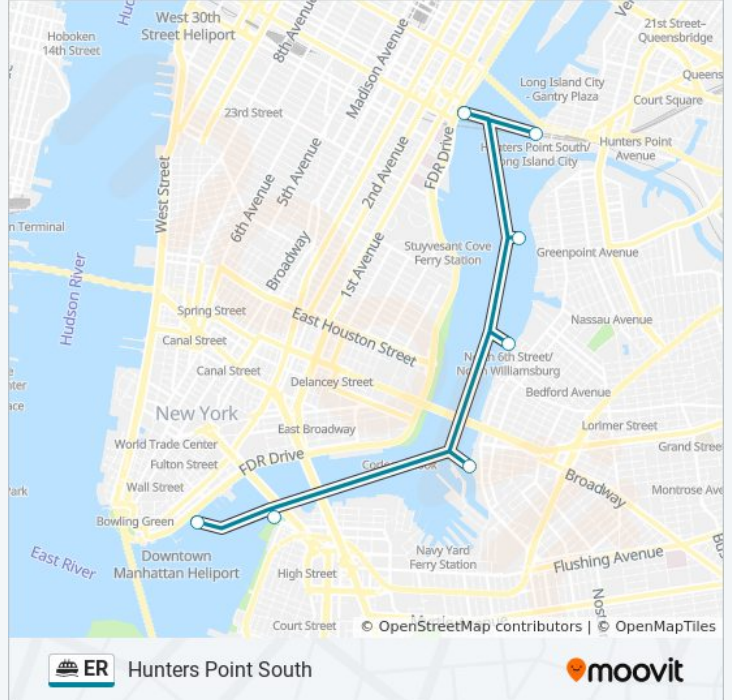 West 30th
Street Heliport
8th Avenue
Madison Avenue
21st Street–
Queensbridge
Hoboken
14th Street
Long Island City
- Gantry Plaza
Queens
Court Square
23rd Street
Hunters Point
Avenue
Hunters Point South/
Long Island City
FDR Drive
2nd Avenue
5th Avenue
6th Avenue
West Street
n Terminal
Broadway
1st Avenue
Stuyvesant Cove
Ferry Station
Greenpoint Avenue
Hudson River
Spring Street
East Houston Street
Nassau Avenue
Canal Street
North 6th Street/
North Williamsburg
Canal Street
Delancey Street
Bedford Avenue
New York
East Broadway
Lorimer Street
World Trade Center
Grand Stree
FDR Drive
Fulton Street
Wall Street
Broadway
Montrose Ave
Park
Bowling Green
East River
Downtown
Manhattan Heliport
Navy Yard
Ferry Station
Flushing Avenue
High Street
Court Street
© OpenStreetMap contributors | © OpenMapTiles
ER Hunters Point South
moovit